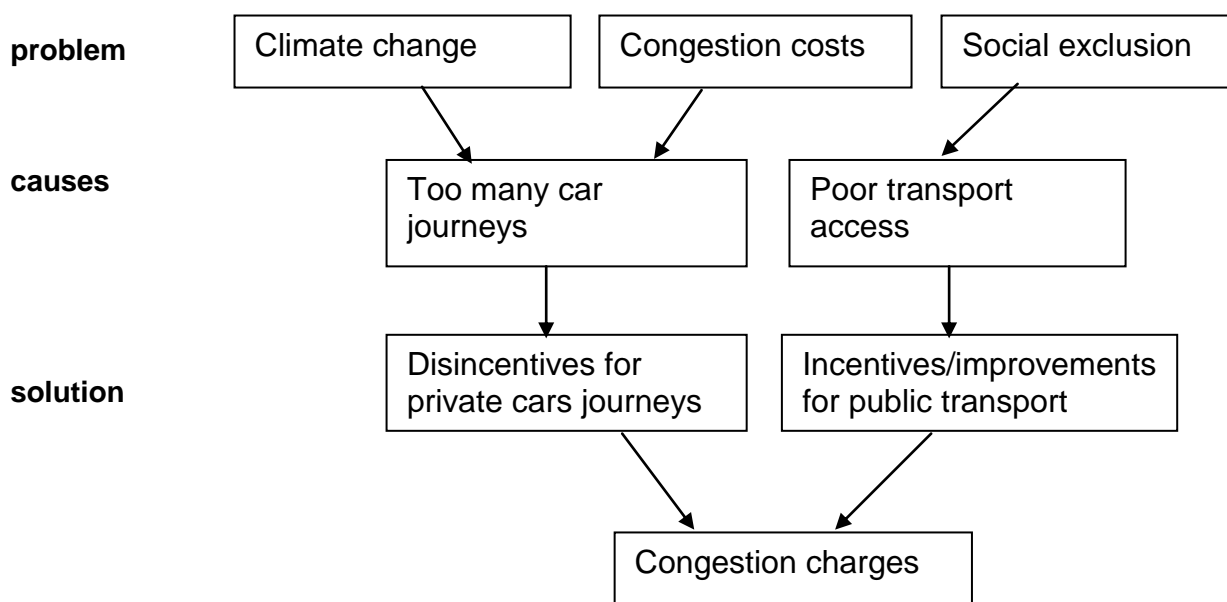 problem
Climate change
Congestion costs
Social exclusion
causes
Too many car
journeys
Poor transport
access
solution
Disincentives for
private cars journeys
Incentives/improvements
for public transport
Congestion charges